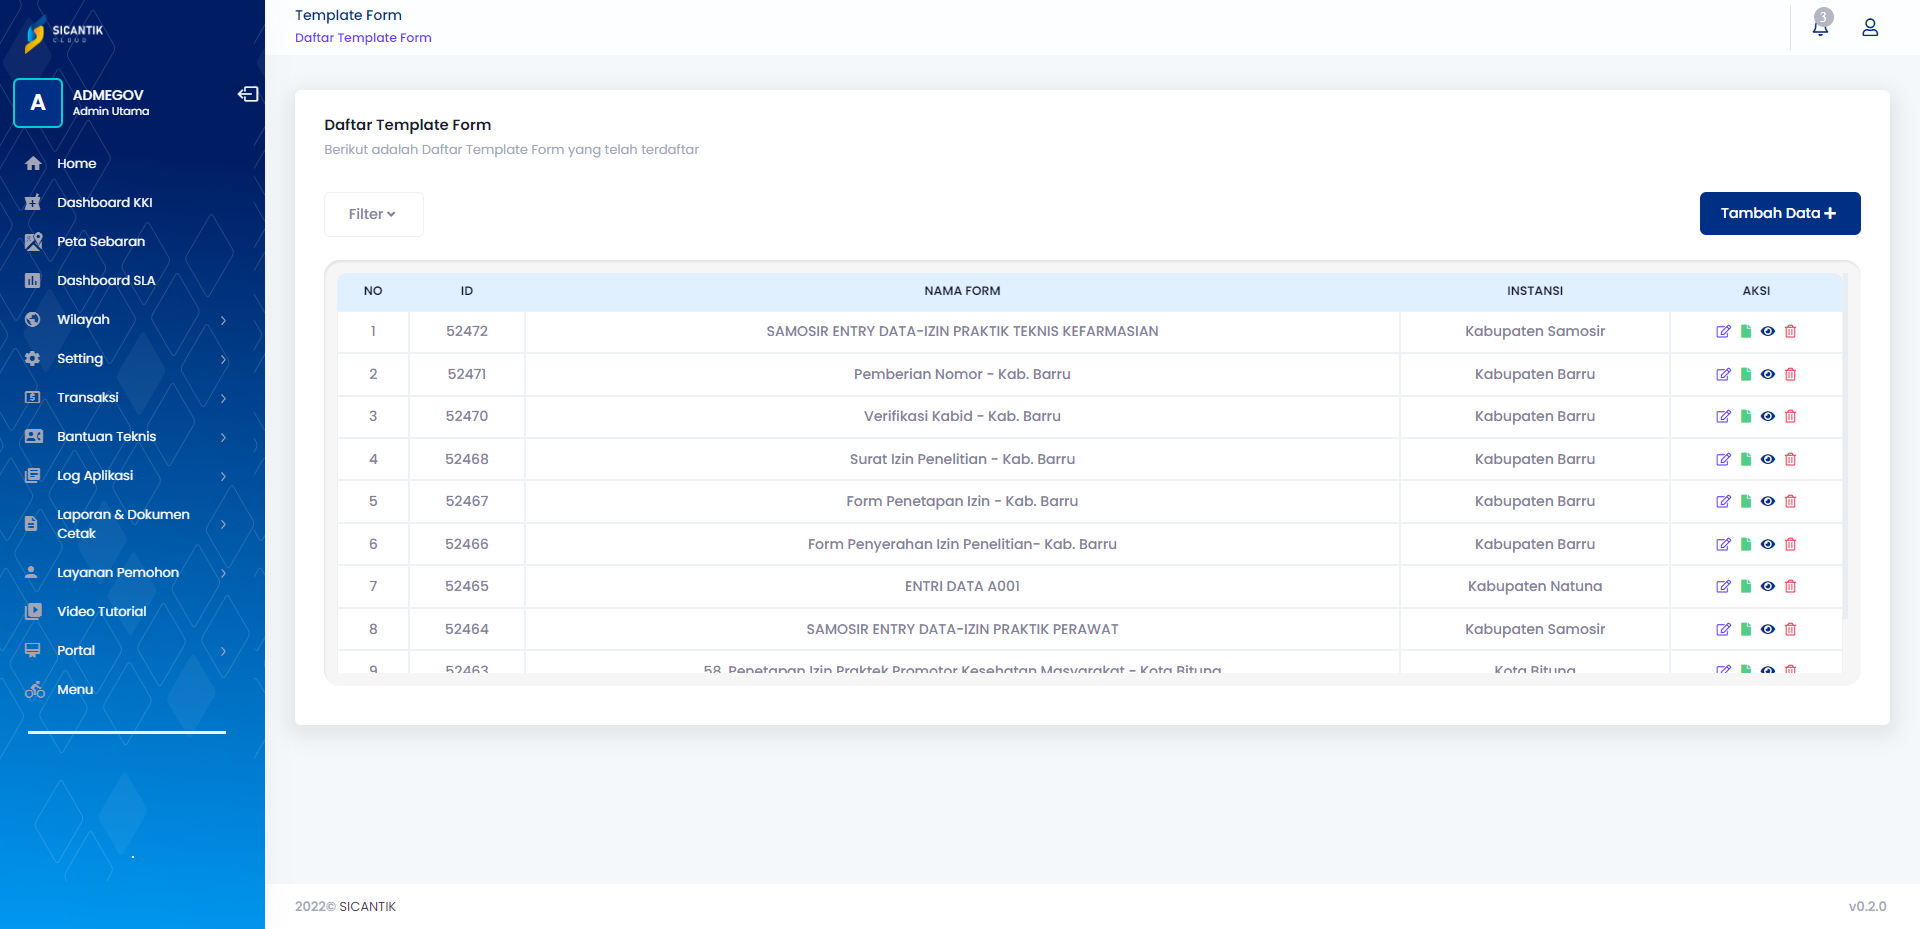 SICANTIK
CLOUD
A
ADMEGOV
Admin Utama
Home
Dashboard KKI
Peta Sebaran
Dashboard SLA
Wilayah
Setting
Transaksi
Bantuan Teknis
Log Aplikasi
Laporan & Dokumen
Cetak
Layanan Pemohon
Video Tutorial
Portal
Menu
Template Form
Daftar Template Form
3
Daftar Template Form
Berikut adalah Daftar Template Form yang telah terdaftar
Filter
Tambah Data
NO ID NAMA FORM INSTANSI AKSI
1 52472 SAMOSIR ENTRY DATA-IZIN PRAKTIK TEKNIS KEFARMASIAN Kabupaten Samosir
2 52471 Pemberian Nomor - Kab. Barru Kabupaten Barru
3 52470 Verifikasi Kabid - Kab. Barru Kabupaten Barru
4 52468 Surat Izin Penelitian - Kab. Barru Kabupaten Barru
5 52467 Form Penetapan Izin - Kab. Barru Kabupaten Barru
6 52466 Form Penyerahan Izin Penelitian- Kab. Barru Kabupaten Barru
7 52465 ENTRI DATA A001 Kabupaten Natuna
8 52464 SAMOSIR ENTRY DATA-IZIN PRAKTIK PERAWAT Kabupaten Samosir
9 52463 58. Penetapan Izin Praktek Promotor Kesehatan Masyarakat - Kota Bitung Kota Bitung
2022© SICANTIK
v0.2.0